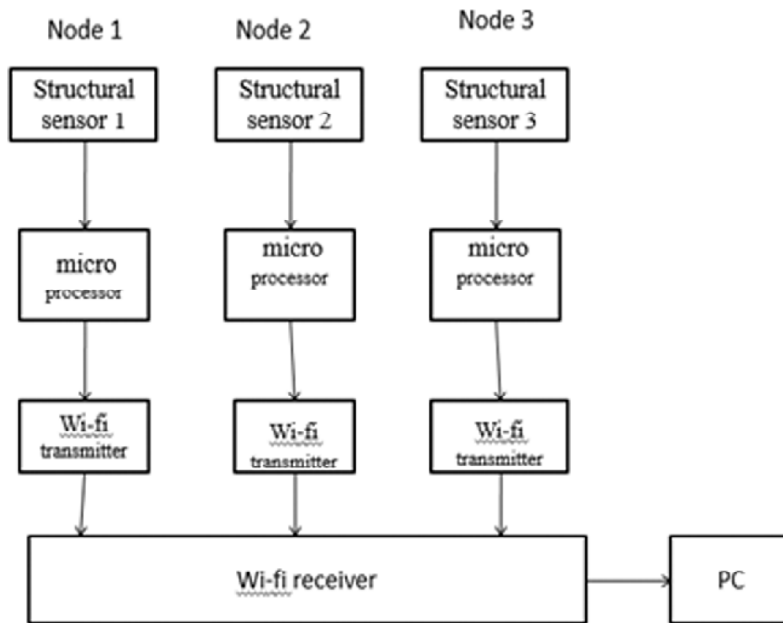 Node 1
Node 2
Node 3
Structural
sensor 1
Structural
sensor 2
Structural
sensor 3
micro
processor
micro
processor
micro
processor
Wi-fi
transmitter
Wi-fi
transmitter
Wi-fi
transmitter
Wi-fi receiver
PC